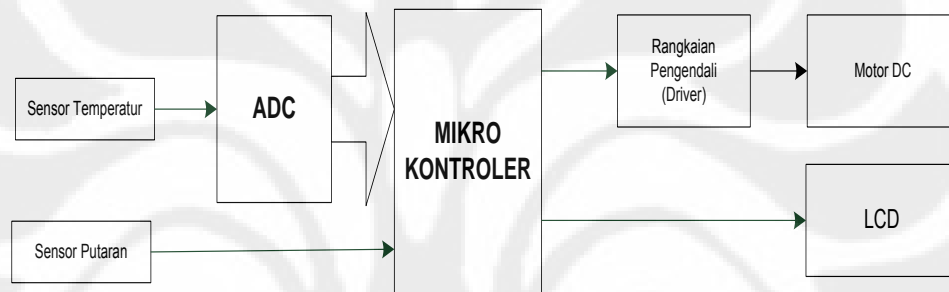 Sensor Temperatur
ADC
MIKRO
KONTROLER
Rangkaian
Pengendali
(Driver)
Motor DC
Sensor Putaran
LCD